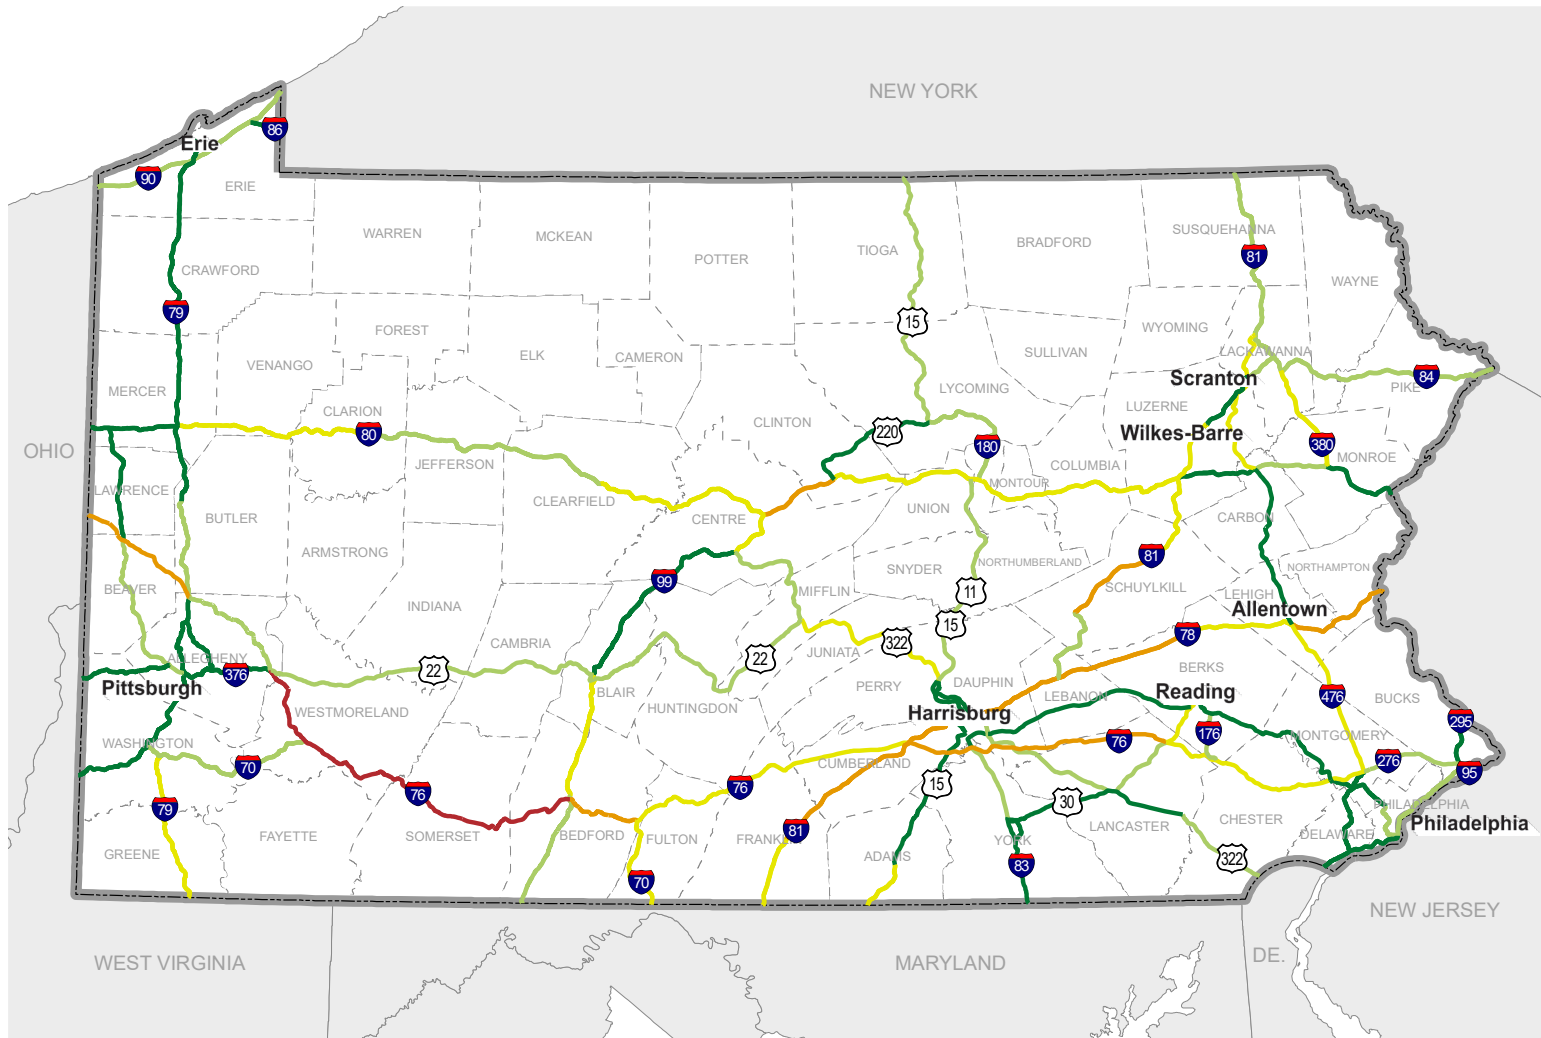 NEW YORK
86
Erie
90
ERIE
SUSQUEHANNA
WARREN
MCKEAN
BRADFORD
TIOGA
POTTER
81
CRAWFORD
WAYNE
79
15
FOREST
WYOMING
ELK
CAMERON
SULLIVAN
LACKAWANNA
VENANGO
Scranton
84
PIKE
MERCER
LYCOMING
CLARION
LUZERNE
CLINTON
80
220
Wilkes-Barre
OHIO
180
380
MONROE
JEFFERSON
COLUMBIA
LAWRENCE
MONTOUR
CLEARFIELD
UNION
BUTLER
CENTRE
CARBON
ARMSTRONG
81
NORTHUMBERLAND
NORTHAMPTON
SNYDER
99
BEAVER
MIFFLIN
11
SCHUYLKILL
LEHIGH
INDIANA
Allentown
15
78
CAMBRIA
322
JUNIATA
ALLEGHENY
22
22
BERKS
376
Pittsburgh
PERRY
DAUPHIN
BLAIR
LEBANON
Reading
476
BUCKS
HUNTINGDON
WESTMORELAND
Harrisburg
295
176
WASHINGTON
76
MONTGOMERY
276
70
CUMBERLAND
95
76
15
76
30
79
PHILADELPHIA
CHESTER
Philadelphia
LANCASTER
81
FAYETTE
SOMERSET
BEDFORD
FULTON
FRANKLIN
YORK
DELAWARE
GREENE
ADAMS
322
83
70
NEW JERSEY
DE.
WEST VIRGINIA
MARYLAND